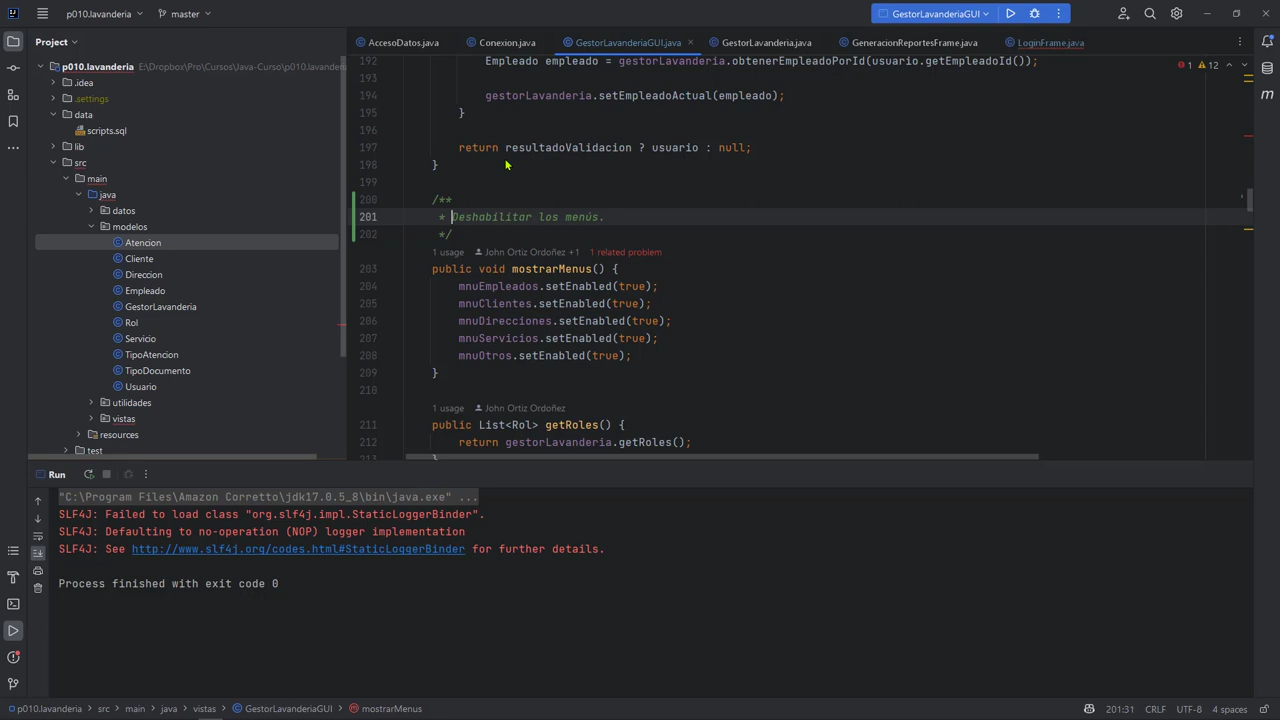 p010.lavanderia
master
GestorLavanderiaGUI
Project
AccesoDatos.java
Conexion.java
GestorLavanderiaGUI.java
GestorLavanderia.java
GeneracionReportesFrame.java
LoginFrame.java
p010.lavanderia E:\Dropbox\Pro\Cursos\Java-Curso\p010.lavanderi
.idea
.settings
data
scripts.sql
lib
src
main
java
datos
modelos
Atencion
Cliente
Direccion
Empleado
GestorLavanderia
Rol
Servicio
TipoAtencion
TipoDocumento
Usuario
utilidades
vistas
resources
test
1 12
192 Empleado empleado = gestorLavanderia.obtenerEmpleadoPorId(usuario.getEmpleadoId());
193
194 gestorLavanderia.setEmpleadoActual(empleado);
195 }
196
197 return resultadoValidacion ? usuario : null;
198 }
199
200 /**
201 * Deshabilitar los menús.
202 */
1 usage John Ortiz Ordoñez +1 1 related problem
203 public void mostrarMenus() {
204 mnuEmpleados.setEnabled(true);
205 mnuClientes.setEnabled(true);
206 mnuDirecciones.setEnabled(true);
207 mnuServicios.setEnabled(true);
208 mnuOtros.setEnabled(true);
209 }
210
1 usage John Ortiz Ordoñez
211 public List<Rol> getRoles() {
212 return gestorLavanderia.getRoles();
213 }
Run
"C:\Program Files\Amazon Corretto\jdk17.0.5_8\bin\java.exe" ...
SLF4J: Failed to load class "org.slf4j.impl.StaticLoggerBinder".
SLF4J: Defaulting to no-operation (NOP) logger implementation
SLF4J: See http://www.slf4j.org/codes.html#StaticLoggerBinder for further details.
Process finished with exit code 0
p010.lavanderia > src > main > java > vistas > GestorLavanderiaGUI > mostrarMenus
201:31 CRLF UTF-8 4 spaces